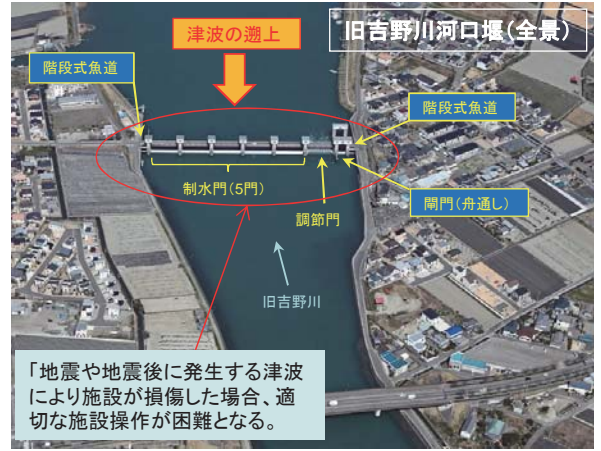 旧吉野川河口堰(全景)
津波の遡上
階段式魚道
階段式魚道
制水門(5門)
調節門
閘門(舟通し)
旧吉野川
「地震や地震後に発生する津波
により施設が損傷した場合、適
切な施設操作が困難となる。